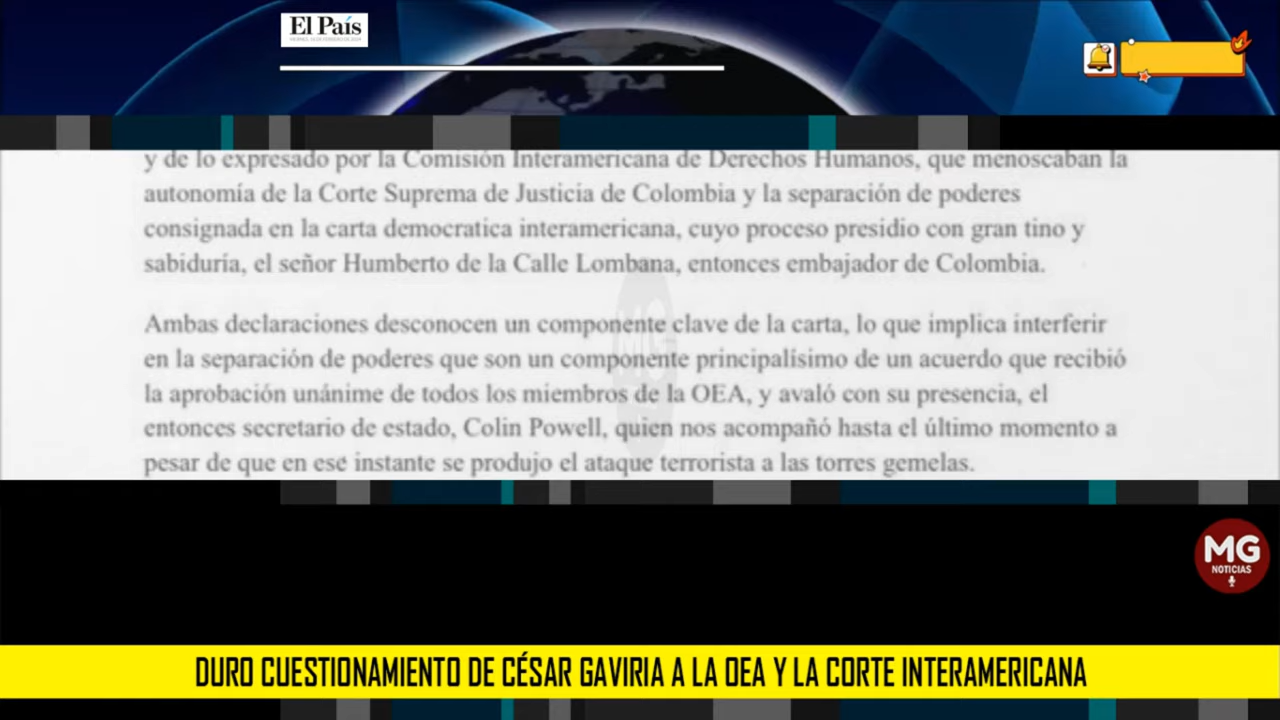 El País
VIERNES, 16 DE FEBRERO DE 2024
y de lo expresado por la Comisión Interamericana de Derechos Humanos, que menoscaban la
autonomía de la Corte Suprema de Justicia de Colombia y la separación de poderes
consignada en la carta democratica interamericana, cuyo proceso presidio con gran tino y
sabiduría, el señor Humberto de la Calle Lombana, entonces embajador de Colombia.
Ambas declaraciones desconocen un componente clave de la carta, lo que implica interferir
en la separación de poderes que son un componente principalísimo de un acuerdo que recibió
la aprobación unánime de todos los miembros de la OEA, y avaló con su presencia, el
entonces secretario de estado, Colin Powell, quien nos acompañó hasta el último momento a
pesar de que en ese instante se produjo el ataque terrorista a las torres gemelas.
MG
MG
NOTICIAS
DURO CUESTIONAMIENTO DE CÉSAR GAVIRIA A LA OEA Y LA CORTE INTERAMERICANA